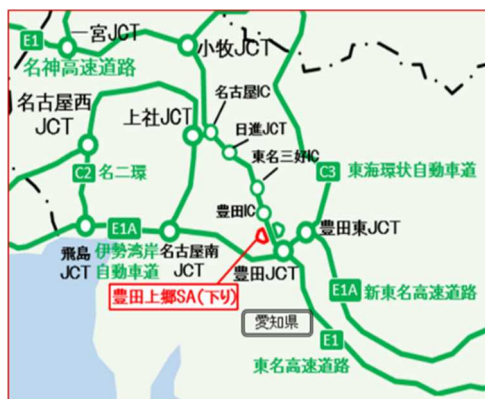 一宮JCT
E1
小牧JCT
名神高速道路
名古屋西
JCT
上社JCT
名古屋IC
日進JCT
東名三好IC
C3
東海環状自動車道
C2
名二環
豊田IC
豊田東JCT
E1A
飛島
JCT
伊勢湾岸
自動車道
名古屋南
JCT
豊田JCT
豊田上郷SA(下り)
E1A
新東名高速道路
愛知県
E1
東名高速道路